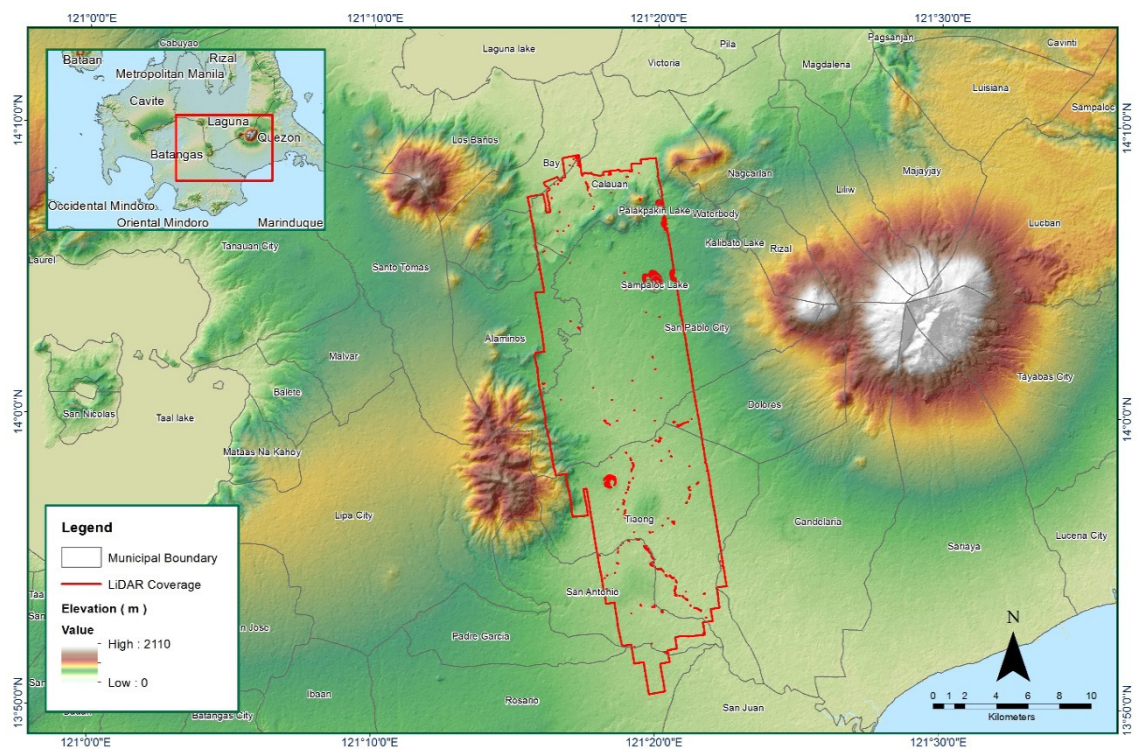 121°0'0"E
121°10'0"E
121°20'0"E
121°30'0"E
14°10'0"N
14°0'0"N
13°50'0"N
14°10'0"N
14°0'0"N
13°50'0"N
Bataan
Cabuyao
Rizal
Metropolitan Manila
Cavite
Laguna
Quezon
Batangas
Occidental Mindoro
Oriental Mindoro
Marinduque
Laguna lake
Pila
Victoria
Pagsanjan
Cavinti
Magdalena
Luisiana
Sampaloc
Los Baños
Bay
Calauan
Nagcarlan
Liliw
Majayjay
Palakpakin Lake
Waterbody
Lucban
Kalibato Lake
Rizal
Tanauan City
Laurel
Santo Tomas
Sampaloc Lake
San Pablo City
Alaminos
Malvar
Balete
Tayabas City
San Nicolas
Taal lake
Dolores
Mataas Na Kahoy
Lipa City
Tiaong
Candelaria
Lucena City
Sariaya
San Antonio
Padre Garcia
Ibaan
Rosario
San Juan
Batangas City
Legend
Municipal Boundary
LiDAR Coverage
Elevation ( m )
Value
High : 2110
Low : 0
N
0 1 2 4 6 8 10
Kilometers
121°0'0"E
121°10'0"E
121°20'0"E
121°30'0"E